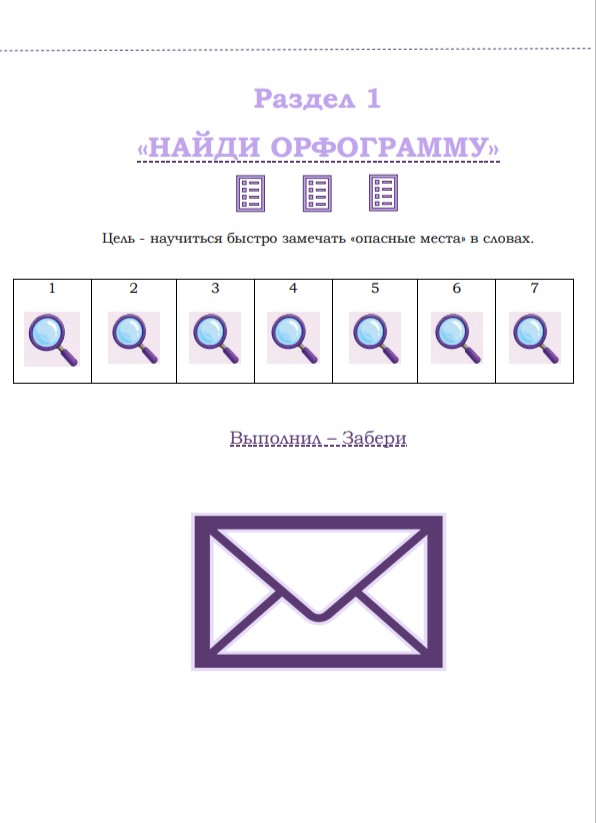 Раздел 1
«НАЙДИ ОРФОГРАММУ»
Цель - научиться быстро замечать «опасные места» в словах.
1 2 3 4 5 6 7
Выполнил – Забери